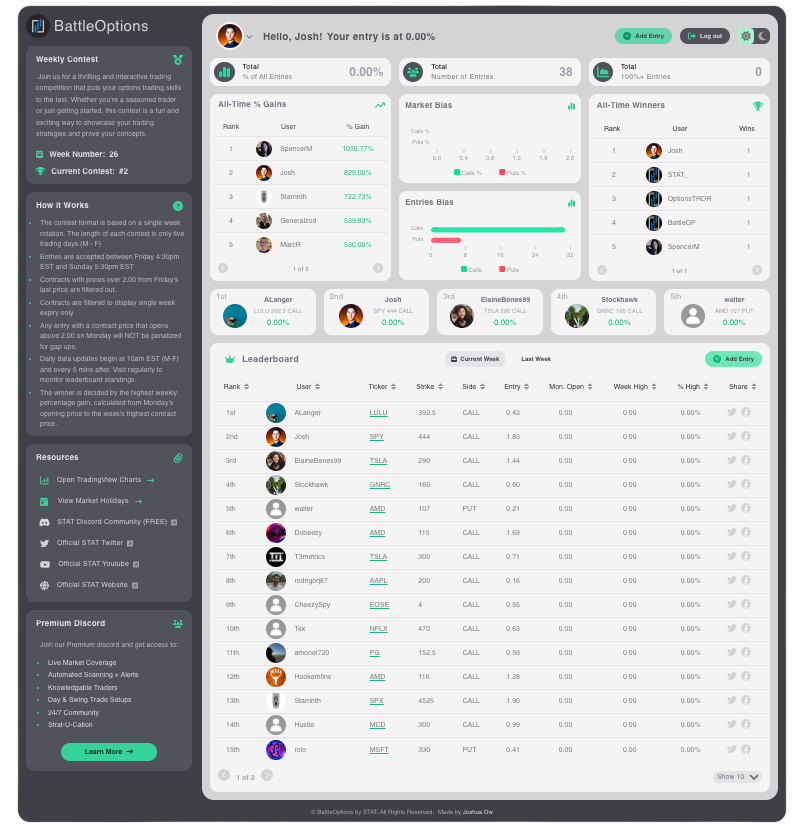 BattleOptions
Weekly Contest
Join us for a thrilling and interactive trading
competition that puts your options trading skills
to the test. Whether you're a seasoned trader
or just getting started, this contest is a fun and
exciting way to showcase your trading
strategies and prove your concepts.
Week Number: 26
Current Contest: #2
How it Works
The contest format is based on a single week
rotation. The length of each contest is only five
trading days (M - F)
Entries are accepted between Friday 4:30pm
EST and Sunday 5:30pm EST
Contracts with prices over 2.00 from Friday's
last price are filtered out.
Contracts are filtered to display single week
expiry only
Any entry with a contract price that opens
above 2.00 on Monday will NOT be penalized
for gap ups.
Daily data updates begin at 10am EST (M-F)
and every 5 mins after. Visit regularly to
monitor leaderboard standings.
The winner is decided by the highest weekly
percentage gain, calculated from Monday's
opening price to the week's highest contract
price.
Resources
Open TradingView Charts →
View Market Holidays →
STAT Discord Community (FREE)
Official STAT Twitter
Official STAT Youtube
Official STAT Website
Premium Discord
Join our Premium discord and get access to:
Live Market Coverage
Automated Scanning + Alerts
Knowledgable Traders
Day & Swing Trade Setups
24/7 Community
Strat-U-Cation
Learn More →
Hello, Josh! Your entry is at 0.00%
Add Entry
Log out
Total
% of All Entries
0.00%
Total
Number of Entries
38
Total
100%+ Entries
0
All-Time % Gains
Rank User % Gain
1 SpencerM 1050.77%
2 Josh 825.00%
3 Starrinth 722.73%
4 Generalzod 539.83%
5 MarcR 530.00%
1 of 5
Market Bias
Calls %
Puts %
0.0 0.4 0.8 1.2 1.6 2.0
Calls % Puts %
Entries Bias
Calls
Puts
0 8 16 24 32
Calls Puts
All-Time Winners
Rank User Wins
1 Josh 1
2 STAT_ 1
3 OptionsTRDR 1
4 BattleOP 1
5 SpencerM 1
1 of 1
1st ALanger
LULU 392.5 CALL
0.00%
2nd Josh
SPY 444 CALL
0.00%
3rd ElaineBenes99
TSLA 290 CALL
0.00%
4th Stockhawk
GNRC 160 CALL
0.00%
5th walter
AMD 107 PUT
0.00%
Leaderboard
Current Week Last Week
Add Entry
Rank User Ticker Strike Side Entry Mon. Open Week High % High Share
1st ALanger LULU 392.5 CALL 0.43 0.00 0.00 0.00%
2nd Josh SPY 444 CALL 1.83 0.00 0.00 0.00%
3rd ElaineBenes99 TSLA 290 CALL 1.44 0.00 0.00 0.00%
4th Stockhawk GNRC 160 CALL 0.60 0.00 0.00 0.00%
5th walter AMD 107 PUT 0.21 0.00 0.00 0.00%
6th Dobeezy AMD 115 CALL 1.69 0.00 0.00 0.00%
7th T3metrics TSLA 300 CALL 0.71 0.00 0.00 0.00%
8th rodrigorj87 AAPL 200 CALL 0.16 0.00 0.00 0.00%
9th CheezySpy EOSE 4 CALL 0.55 0.00 0.00 0.00%
10th Tex NFLX 470 CALL 0.63 0.00 0.00 0.00%
11th amonet720 PG 152.5 CALL 0.59 0.00 0.00 0.00%
12th Hookemfins AMD 116 CALL 1.28 0.00 0.00 0.00%
13th Starrinth SPX 4525 CALL 1.90 0.00 0.00 0.00%
14th Hustle MCD 300 CALL 0.99 0.00 0.00 0.00%
15th rolo MSFT 330 PUT 0.41 0.00 0.00 0.00%
1 of 3
Show 10
© BattleOptions by STAT. All Rights Reserved. Made by Joshua Ow